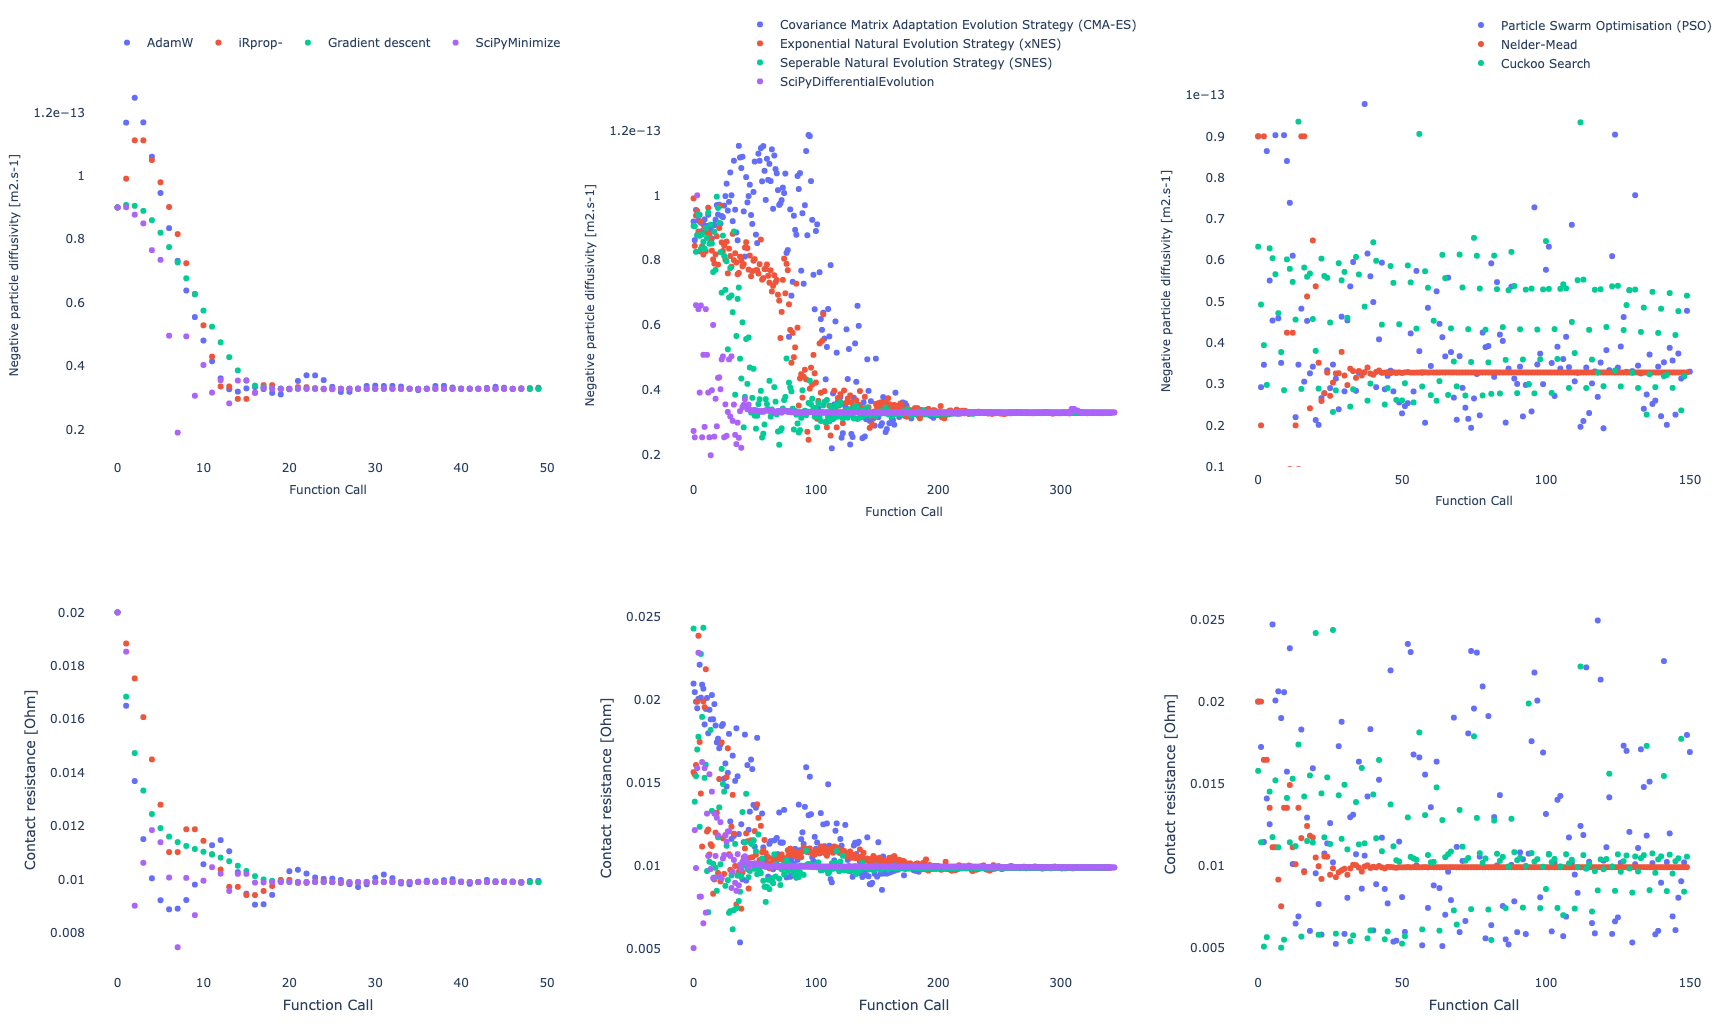 AdamW iRprop- Gradient descent SciPyMinimize
1.2e−13
1
0.8
0.6
0.4
0.2
Negative particle diffusivity [m2.s-1]
0 10 20 30 40 50
Function Call
Covariance Matrix Adaptation Evolution Strategy (CMA-ES)
Exponential Natural Evolution Strategy (xNES)
Seperable Natural Evolution Strategy (SNES)
SciPyDifferentialEvolution
1.2e−13
1
0.8
0.6
0.4
0.2
Negative particle diffusivity [m2.s-1]
0 100 200 300
Function Call
Particle Swarm Optimisation (PSO)
Nelder-Mead
Cuckoo Search
1e−13
0.9
0.8
0.7
0.6
0.5
0.4
0.3
0.2
0.1
Negative particle diffusivity [m2.s-1]
0 50 100 150
Function Call
0.02
0.018
0.016
0.014
0.012
0.01
0.008
Contact resistance [Ohm]
0 10 20 30 40 50
Function Call
0.025
0.02
0.015
0.01
0.005
Contact resistance [Ohm]
0 100 200 300
Function Call
0.025
0.02
0.015
0.01
0.005
Contact resistance [Ohm]
0 50 100 150
Function Call